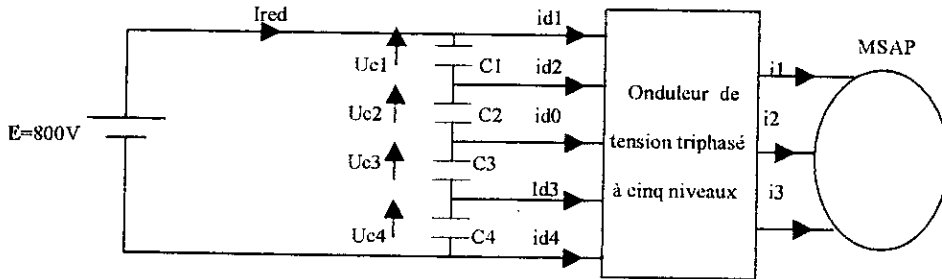 Ired
id1
MSAP
Uc1
C1
id2
i1
E=800V
Uc2
C2
id0
Onduleur de
tension triphasé
à cinq niveaux
i2
Uc3
C3
Id3
i3
Uc4
C4
id4